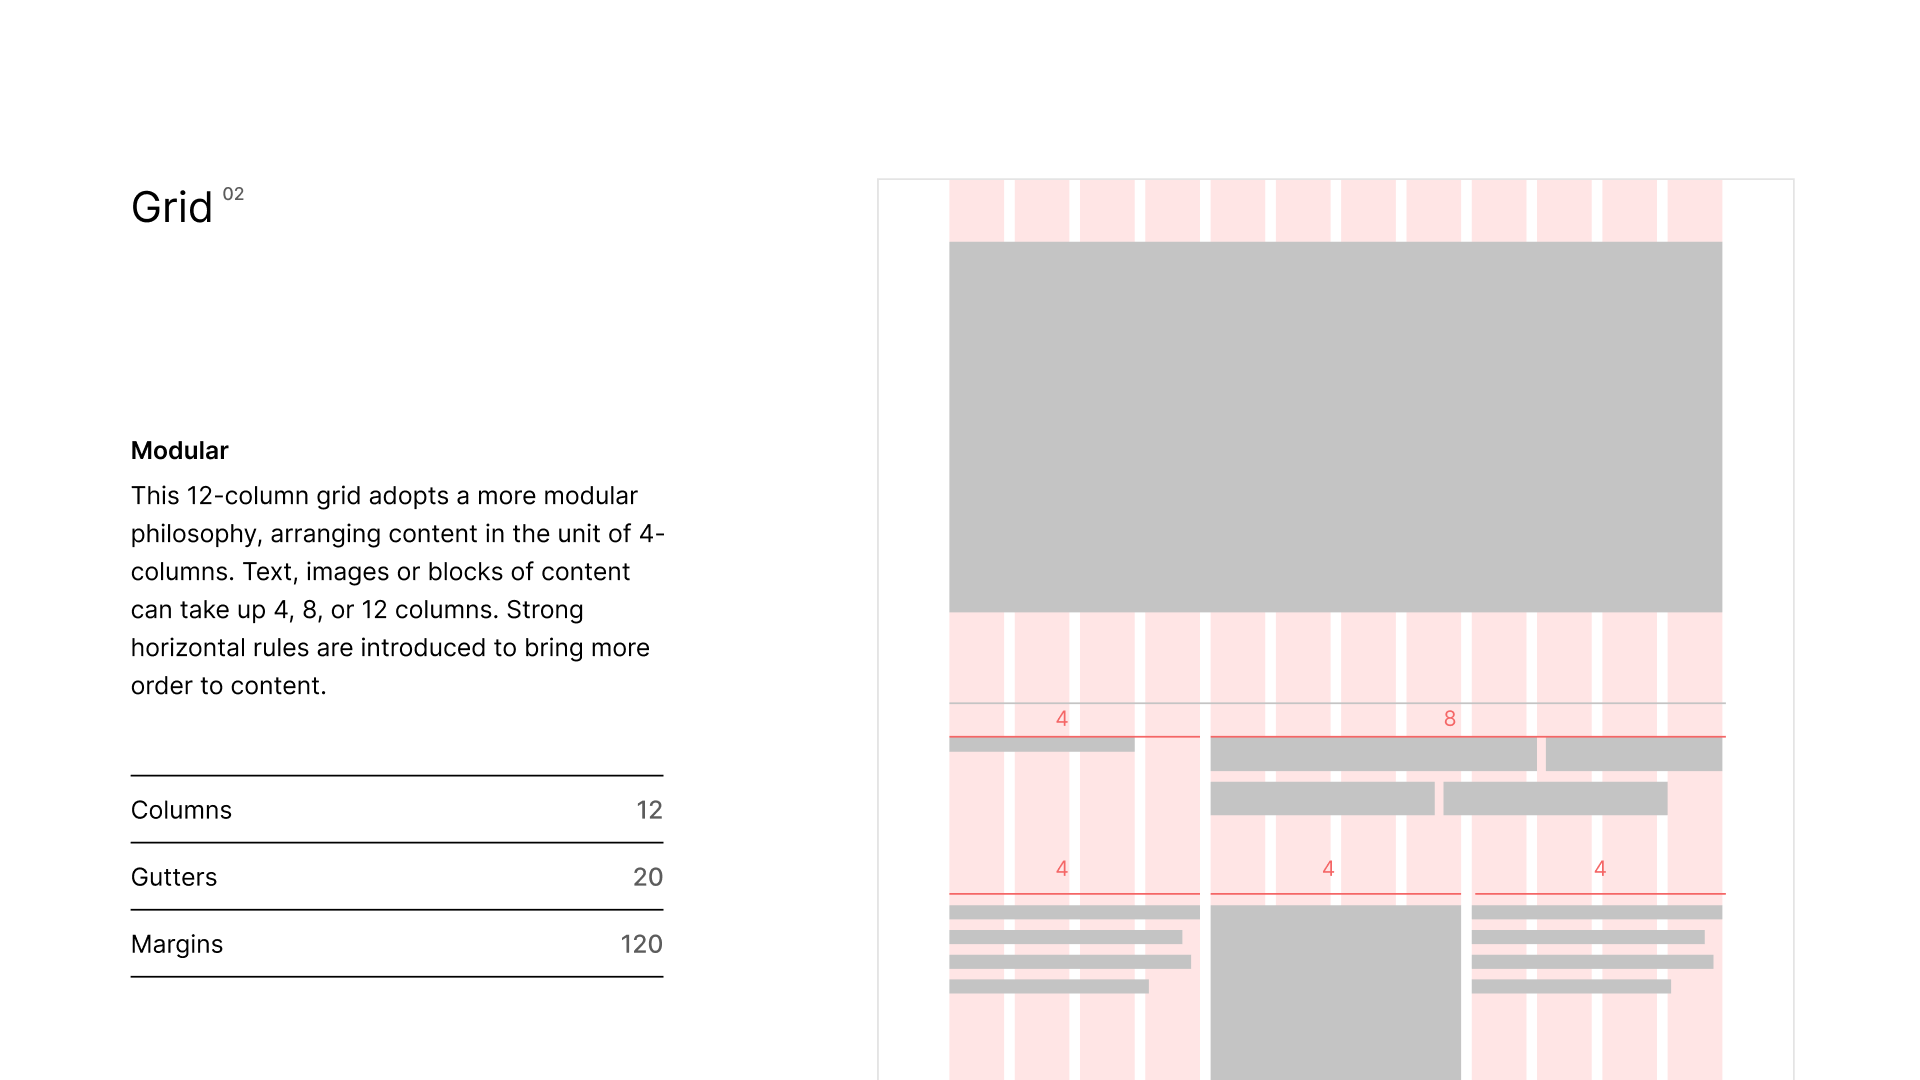 Grid 02
Modular
This 12-column grid adopts a more modular
philosophy, arranging content in the unit of 4-
columns. Text, images or blocks of content
can take up 4, 8, or 12 columns. Strong
horizontal rules are introduced to bring more
order to content.
Columns 12
Gutters 20
Margins 120
4 8
4 4 4